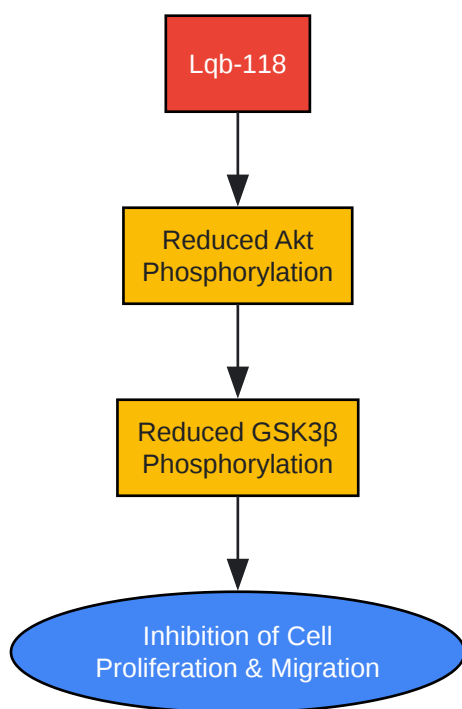 Lqb-118
Reduced Akt
Phosphorylation
Reduced GSK3β
Phosphorylation
Inhibition of Cell
Proliferation & Migration